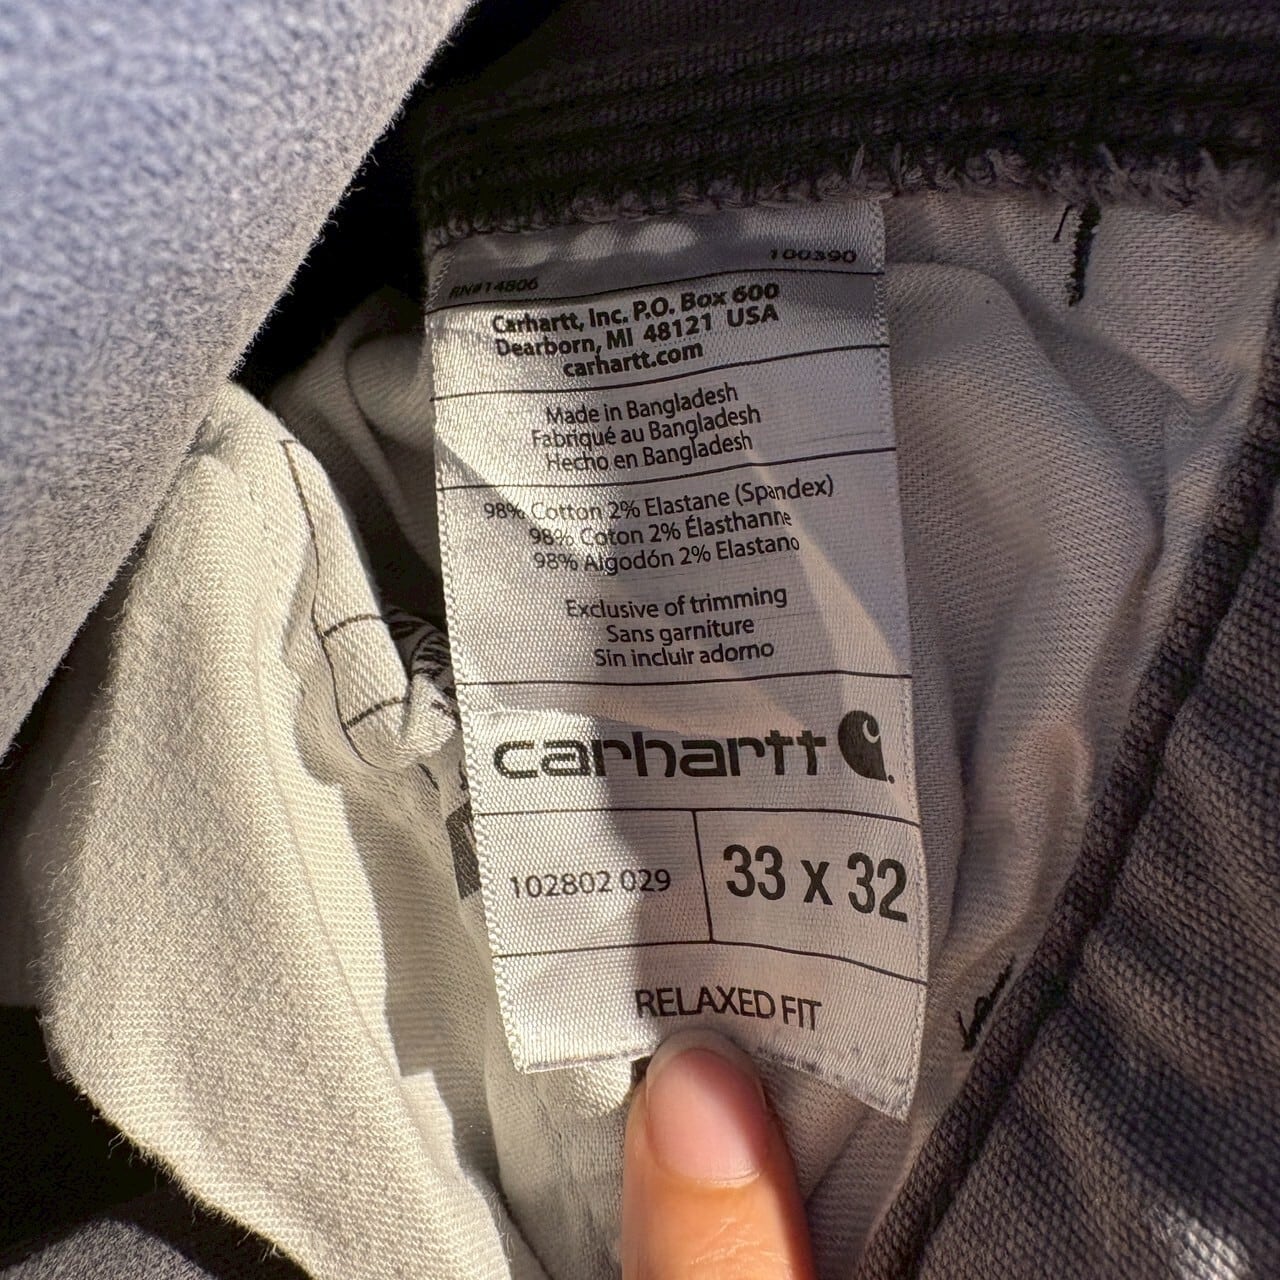 RN#14806 100390
Carhartt, Inc. P.O. Box 600
Dearborn, MI 48121 USA
carhartt.com
Made in Bangladesh
Fabriqué au Bangladesh
Hecho en Bangladesh
98% Cotton 2% Elastane (Spandex)
98% Coton 2% Élasthanne
98% Algodón 2% Elastano
Exclusive of trimming
Sans garniture
Sin incluir adorno
carhartt
102802 029
33 x 32
RELAXED FIT